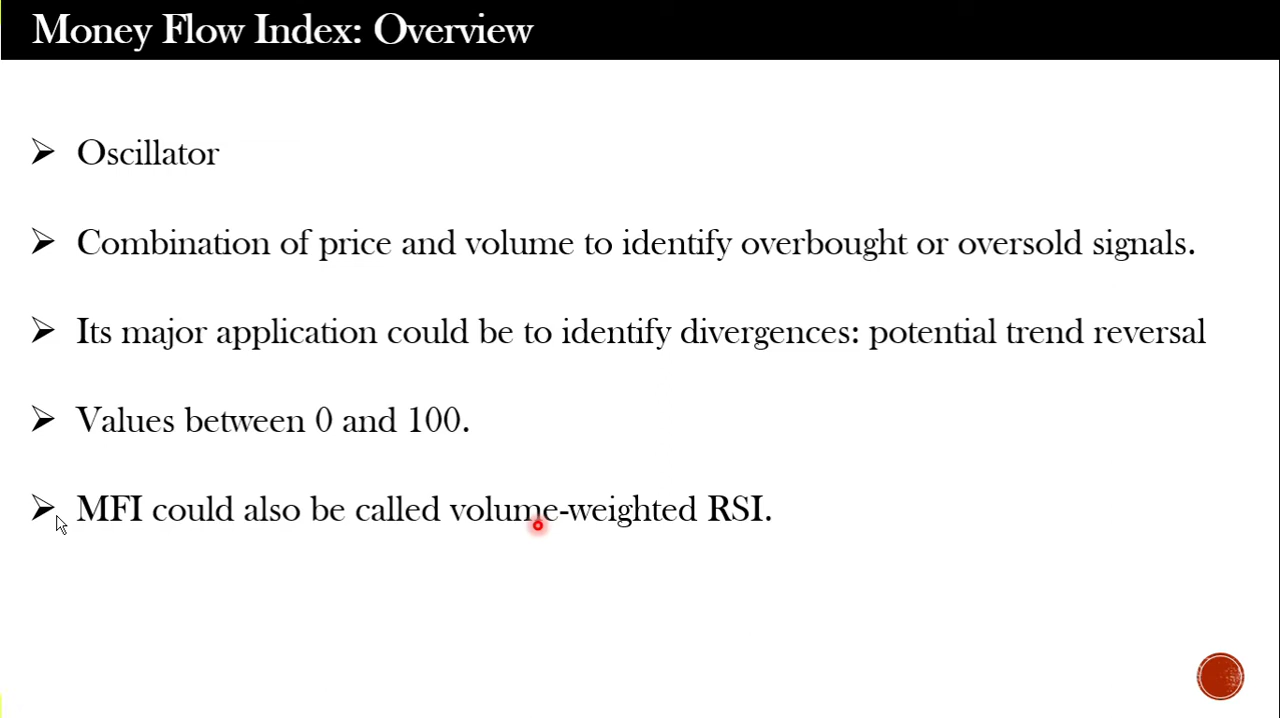 Money Flow Index: Overview
Oscillator
Combination of price and volume to identify overbought or oversold signals.
Its major application could be to identify divergences: potential trend reversal
Values between 0 and 100.
MFI could also be called volume-weighted RSI.